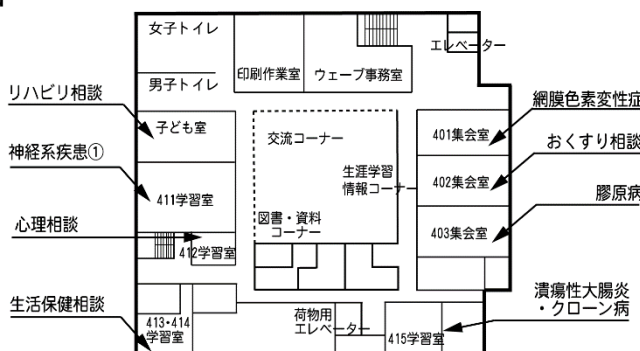 女子トイレ
エレベーター
印刷作業室
ウェーブ事務室
男子トイレ
リハビリ相談
網膜色素変性症
子ども室
交流コーナー
401集会室
おくすり相談
神経系疾患①
生涯学習
情報コーナー
402集会室
411学習室
膠原病
図書・資料
コーナー
心理相談
403集会室
412学習室
潰瘍性大腸炎
・クローン病
生活保健相談
荷物用
エレベーター
413・414
学習室
415学習室